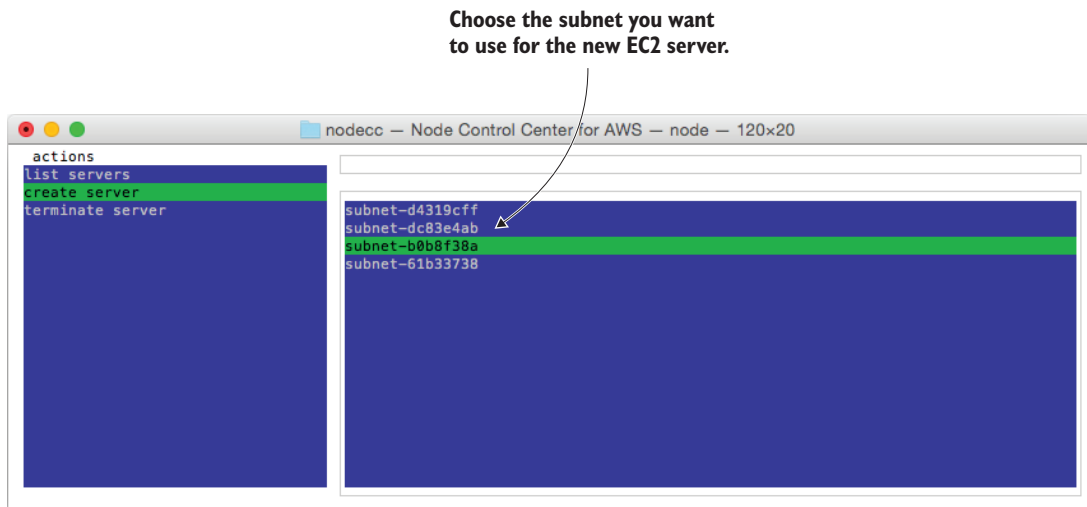 Choose the subnet you want
to use for the new EC2 server.
nodecc — Node Control Center for AWS — node — 120×20
actions
list servers
create server
terminate server
subnet-d4319cff
subnet-dc83e4ab
subnet-b0b8f38a
subnet-61b33738